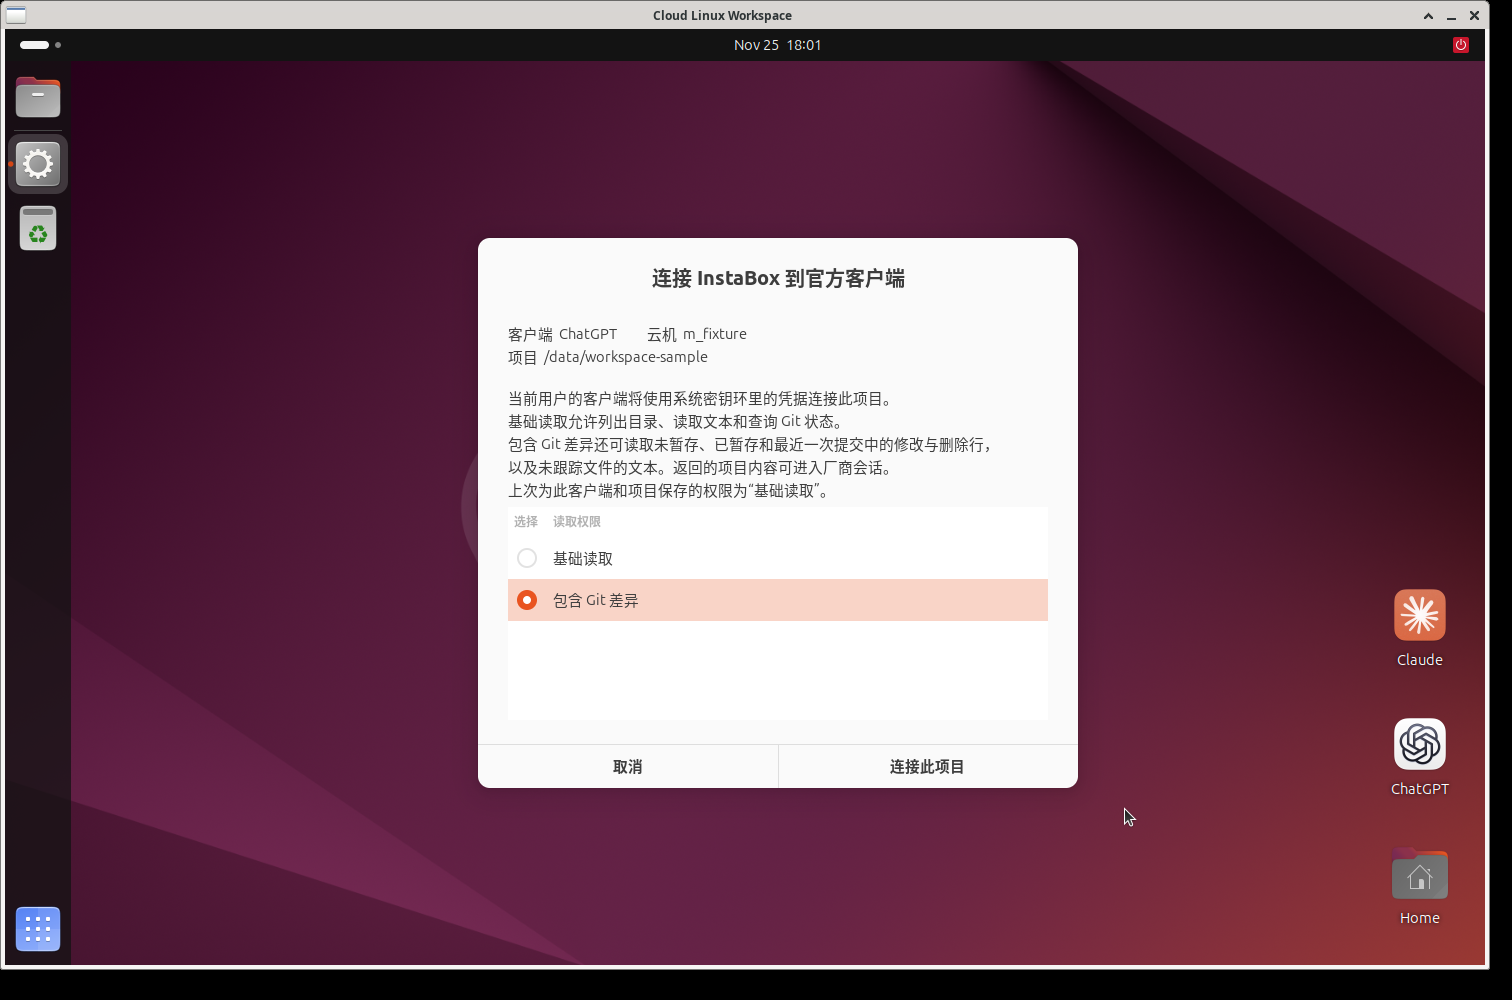 Cloud Linux Workspace
Nov 25 18:01
连接 InstaBox 到官方客户端
客户端 ChatGPT 云机 m_fixture
项目 /data/workspace-sample
当前用户的客户端将使用系统密钥环里的凭据连接此项目。
基础读取允许列出目录、读取文本和查询 Git 状态。
包含 Git 差异还可读取未暂存、已暂存和最近一次提交中的修改与删除行，
以及未跟踪文件的文本。返回的项目内容可进入厂商会话。
上次为此客户端和项目保存的权限为“基础读取”。
选择 读取权限
基础读取
包含 Git 差异
取消 连接此项目
Claude
ChatGPT
Home